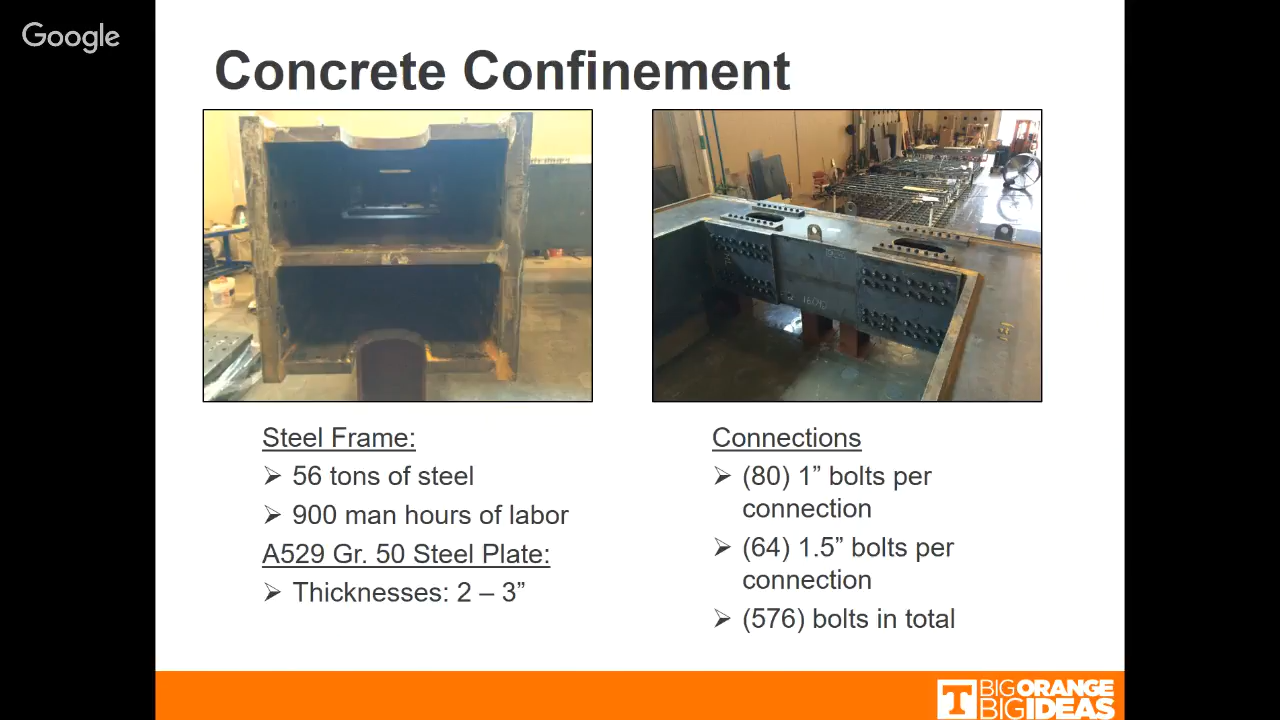 Google
Concrete Confinement
Steel Frame:
➢ 56 tons of steel
➢ 900 man hours of labor
A529 Gr. 50 Steel Plate:
➢ Thicknesses: 2 – 3”
Connections
➢ (80) 1” bolts per
connection
➢ (64) 1.5” bolts per
connection
➢ (576) bolts in total
T BIG ORANGE
BIG IDEAS